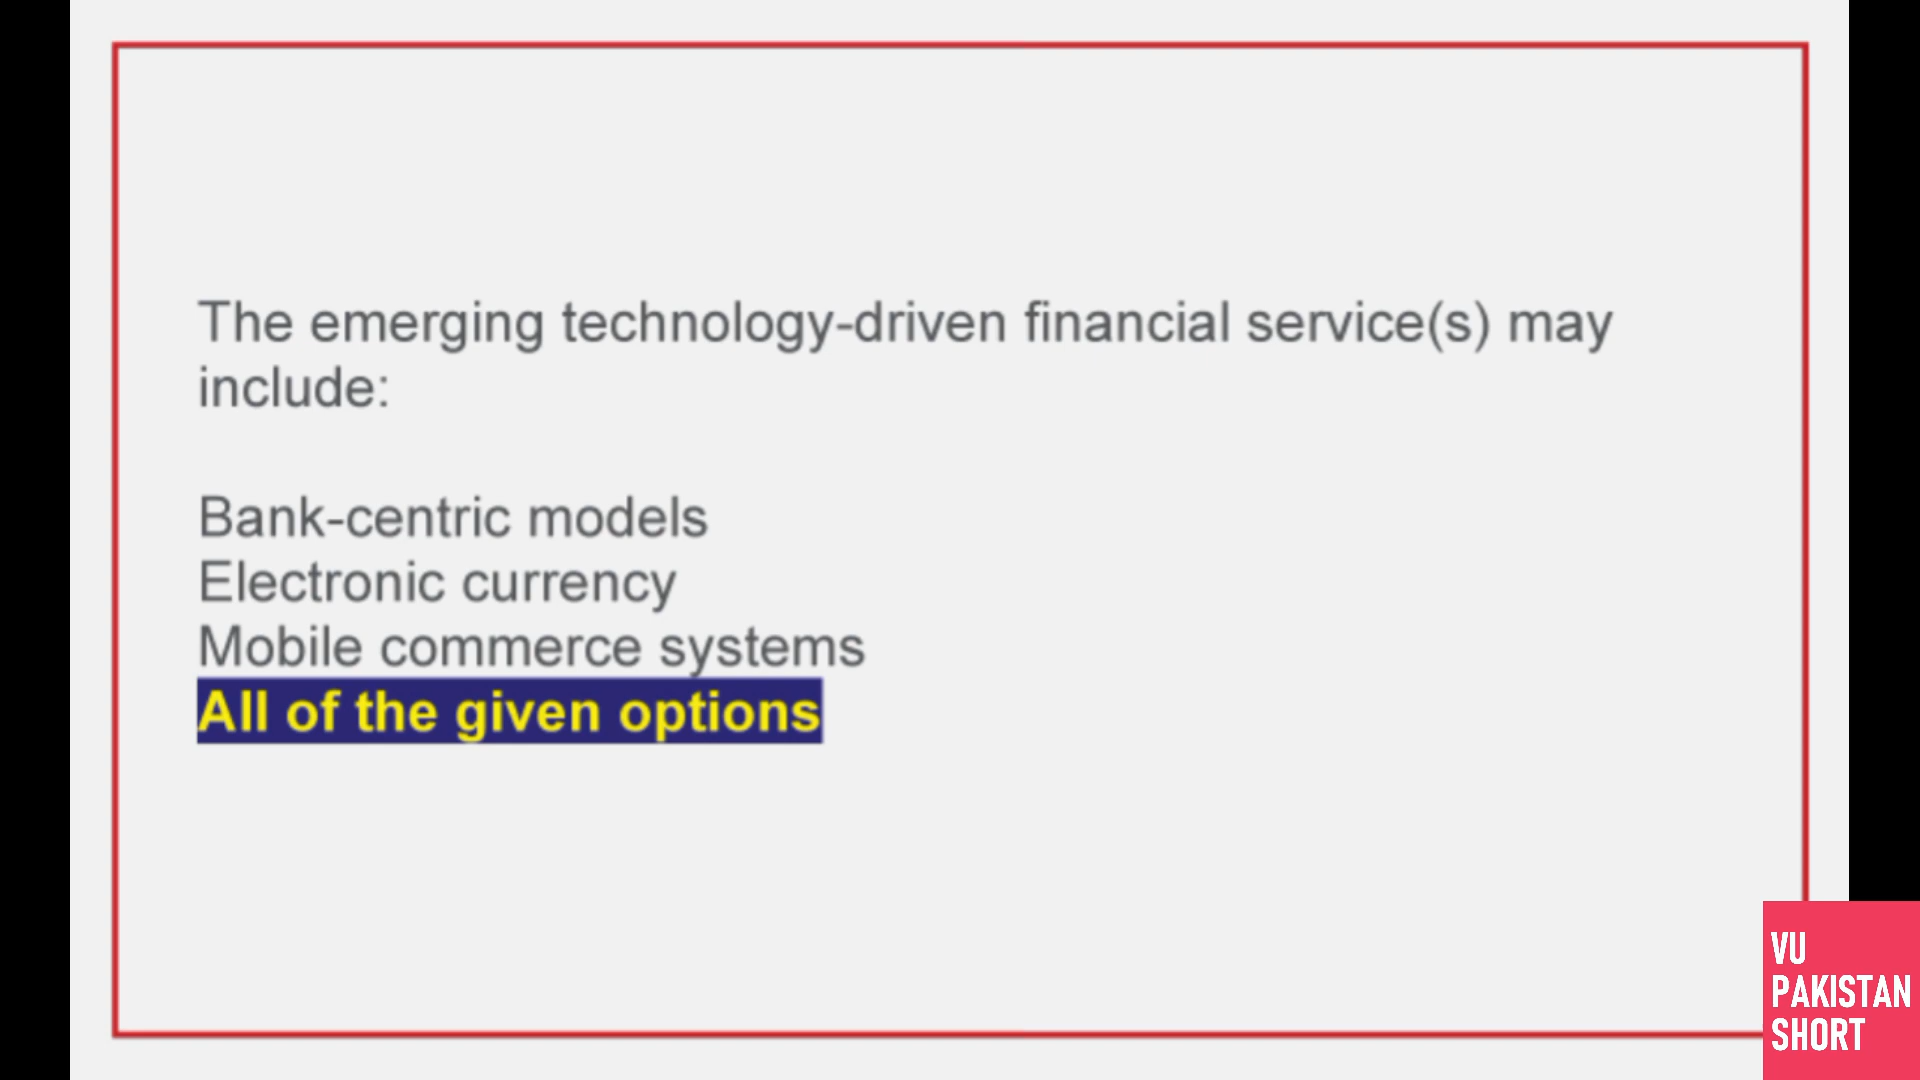 The emerging technology-driven financial service(s) may
include:
Bank-centric models
Electronic currency
Mobile commerce systems
All of the given options
VU
PAKISTAN
SHORT